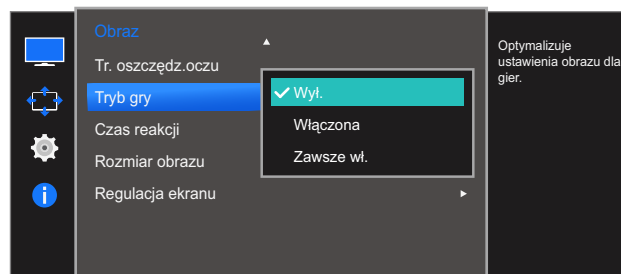 Obraz
Tr. oszczędz.oczu
Tryb gry
Czas reakcji
Rozmiar obrazu
Regulacja ekranu
Wył.
Włączona
Zawsze wł.
Optymalizuje
ustawienia obrazu dla
gier.